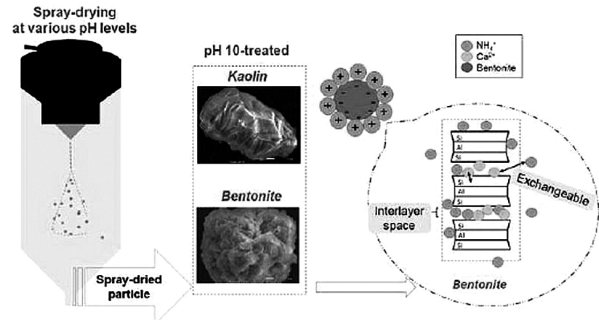 Spray-drying
at various pH levels
pH 10-treated
Kaolin
Bentonite
Spray-dried
particle
NH₄⁺
Ca²⁺
Bentonite
Si
Al
Si
Si
Al
Si
Si
Al
Si
Exchangeable
Interlayer
space
Bentonite